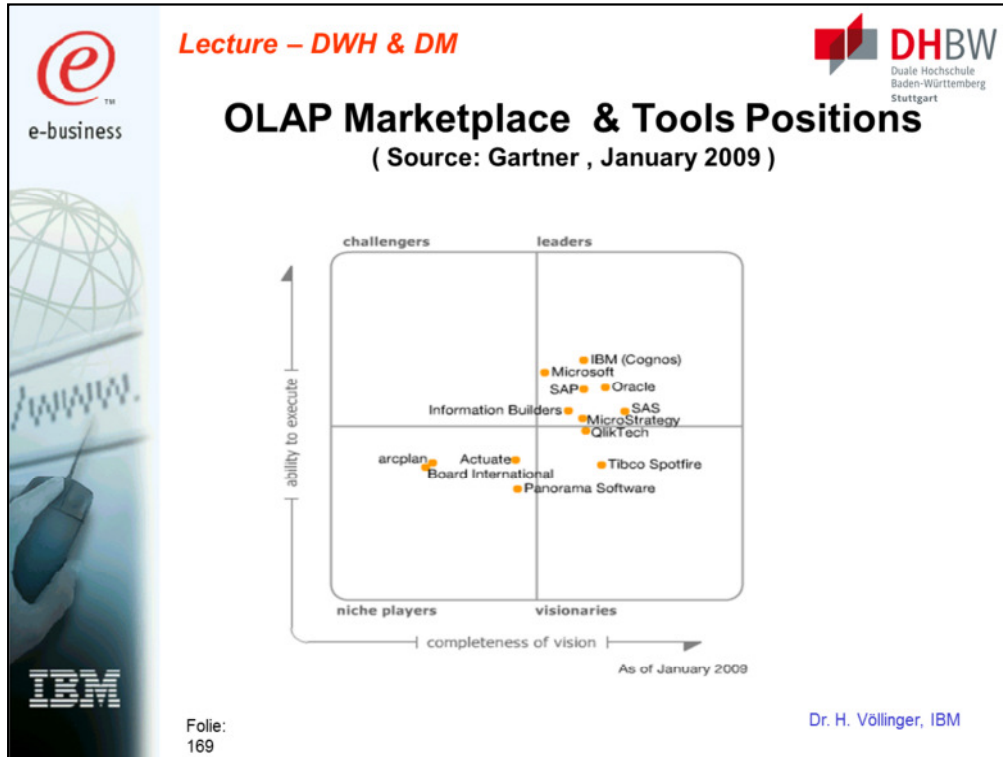 Lecture – DWH & DM
e
TM
e-business
DHBW
Duale Hochschule
Baden-Württemberg
Stuttgart
OLAP Marketplace & Tools Positions
( Source: Gartner , January 2009 )
challengers
leaders
IBM (Cognos)
Microsoft
SAP
Oracle
Information Builders
SAS
MicroStrategy
QlikTech
arcplan
Actuate
Tibco Spotfire
Board International
Panorama Software
ability to execute
niche players
visionaries
completeness of vision
As of January 2009
IBM
Folie:
169
Dr. H. Völlinger, IBM